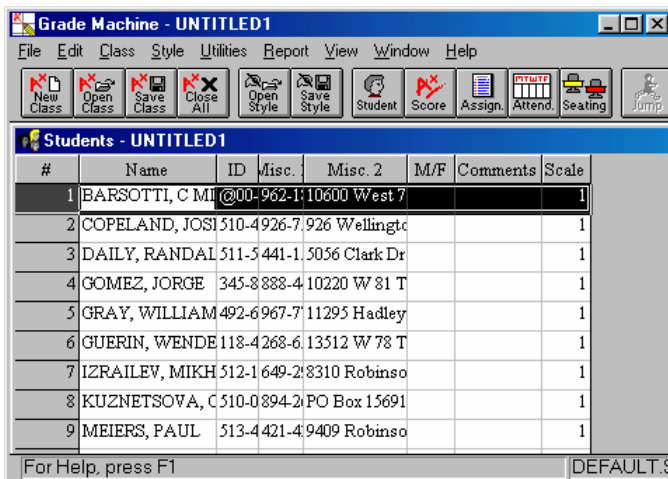 Grade Machine - UNTITLED1
File Edit Class Style Utilities Report View Window Help
New Class Open Class Save Class Close All Open Style Save Style Student Score Assign. Attend. Seating Jump
Students - UNTITLED1
# Name ID Misc. Misc. 2 M/F Comments Scale
1 BARSOTTI, C MI @00- 962-1 10600 West 7 1
2 COPELAND, JOSI 510-4 926-7 926 Wellingto 1
3 DAILY, RANDAL 511-5 441-1 5056 Clark Dr 1
4 GOMEZ, JORGE 345-8 888-4 10220 W 81 T 1
5 GRAY, WILLIAM 492-6 967-7 11295 Hadley 1
6 GUERIN, WENDE 118-4 268-6 13512 W 78 T 1
7 IZRAILEV, MIKH 512-1 649-2 8310 Robinso 1
8 KUZNETSOVA, 510-0 894-2 PO Box 15691 1
9 MEIERS, PAUL 513-4 421-4 9409 Robinso 1
For Help, press F1 DEFAULT.S